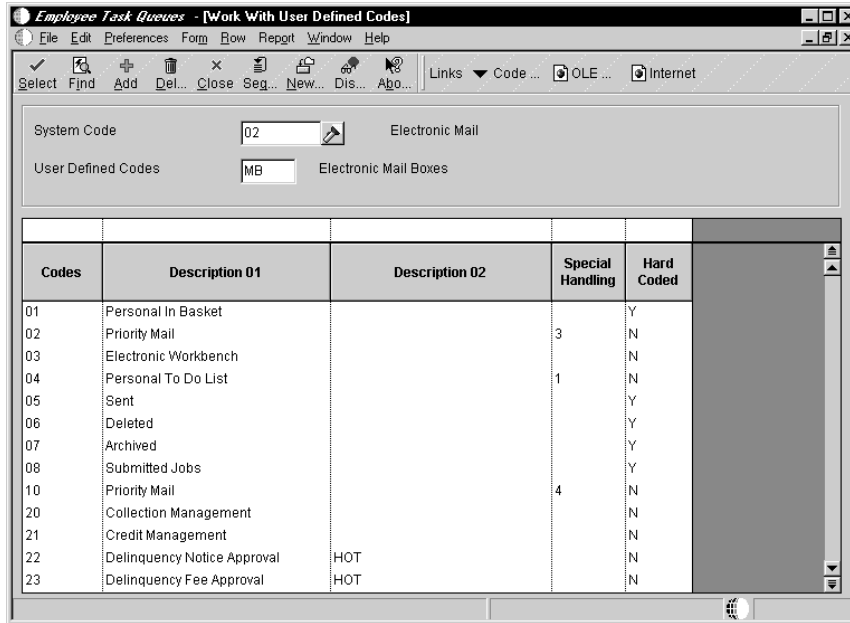 Employee Task Queues - [Work With User Defined Codes]
File Edit Preferences Form Row Report Window Help
Select Find Add Del... Close Seq... New... Dis... Abo... Links Code ... OLE ... Internet
System Code 02 Electronic Mail
User Defined Codes MB Electronic Mail Boxes
Codes Description 01 Description 02 Special Handling Hard Coded
01 Personal In Basket Y
02 Priority Mail 3 N
03 Electronic Workbench N
04 Personal To Do List 1 N
05 Sent Y
06 Deleted Y
07 Archived Y
08 Submitted Jobs Y
10 Priority Mail 4 N
20 Collection Management N
21 Credit Management N
22 Delinquency Notice Approval HOT N
23 Delinquency Fee Approval HOT N